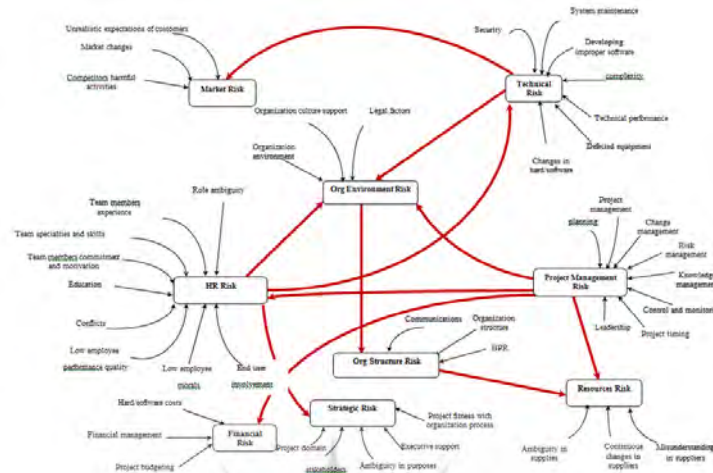 System maintenance
Unrealistic expectations of customers
Security
Market changes
Developing
improper software
Competitors harmful
activities
complexity
Market Risk
Technical
Risk
Organization culture support
Legal factors
Technical performance
Organization
environment
Defected equipment
Changes in
hard/software
Org Environment Risk
Role ambiguity
Project
management
Team members
experience
Change
management
planning
Team specialties and skills
Risk
management
Team members commitment
and motivation
Project Management
Risk
Knowledge
management
HR Risk
Education
Control and monitor
Communications
Organization
structure
Leadership
Project timing
Conflicts
BPR
Low employee
performance quality
Low employee
morals
End user
involvement
Org Structure Risk
Resources Risk
Hard/software costs
Strategic Risk
Project fitness with
organization process
Financial management
Financial
Risk
Executive support
Project domain
stakeholders
Ambiguity in purposes
Ambiguity in
suppliers
Continuous
changes in suppliers
Misunderstanding
in suppliers
Project budgeting